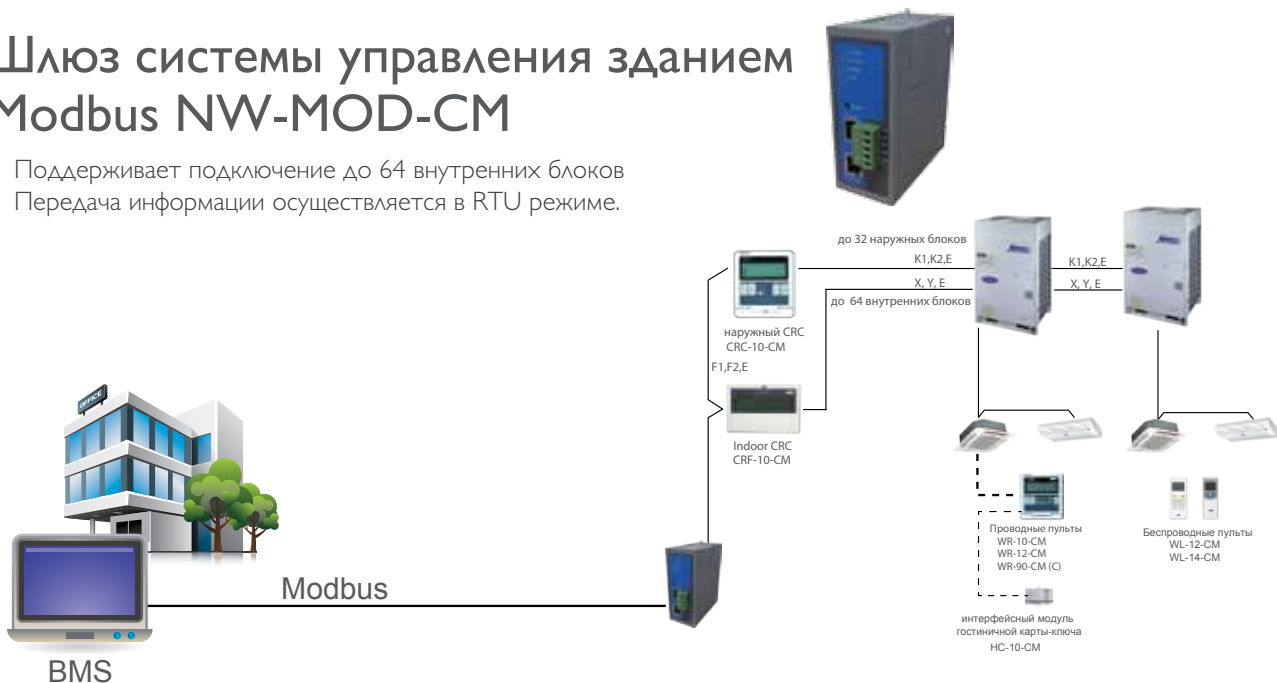 Шлюз системы управления зданием
Modbus NW-MOD-CM
Поддерживает подключение до 64 внутренних блоков
Передача информации осуществляется в RTU режиме.
до 32 наружных блоков
K1,K2,E
K1,K2,E
X, Y, E
X, Y, E
до 64 внутренних блоков
наружный CRC
CRC-10-CM
F1,F2,E
OFFICE
Indoor CRC
CRF-10-CM
Проводные пульты
WR-10-CM
WR-12-CM
WR-90-CM (C)
Беспроводные пульты
WL-12-CM
WL-14-CM
Modbus
интерфейсный модуль
гостиничной карты-ключа
HC-10-CM
BMS